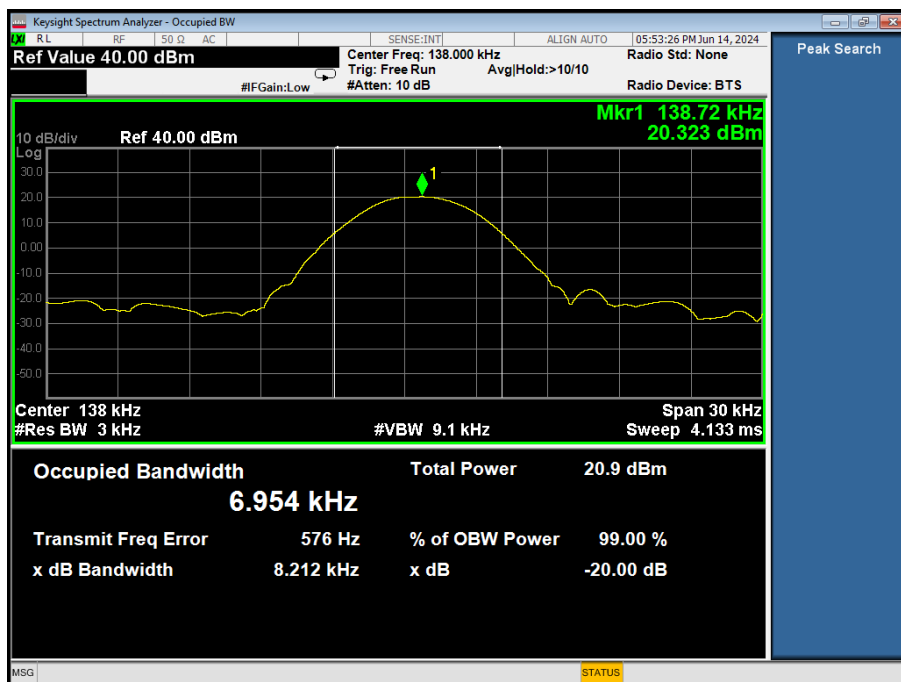 Keysight Spectrum Analyzer - Occupied BW
LXI RL RF 50 Ω AC SENSE:INT ALIGN AUTO 05:53:26 PM Jun 14, 2024
Ref Value 40.00 dBm
Center Freq: 138.000 kHz Radio Std: None
Trig: Free Run Avg|Hold:>10/10
#IFGain:Low #Atten: 10 dB Radio Device: BTS
Peak Search
Mkr1 138.72 kHz
10 dB/div Ref 40.00 dBm 20.323 dBm
Log
30.0
1
20.0
10.0
0.00
-10.0
-20.0
-30.0
-40.0
-50.0
Center 138 kHz Span 30 kHz
#Res BW 3 kHz #VBW 9.1 kHz Sweep 4.133 ms
Occupied Bandwidth Total Power 20.9 dBm
6.954 kHz
Transmit Freq Error 576 Hz % of OBW Power 99.00 %
x dB Bandwidth 8.212 kHz x dB -20.00 dB
MSG STATUS